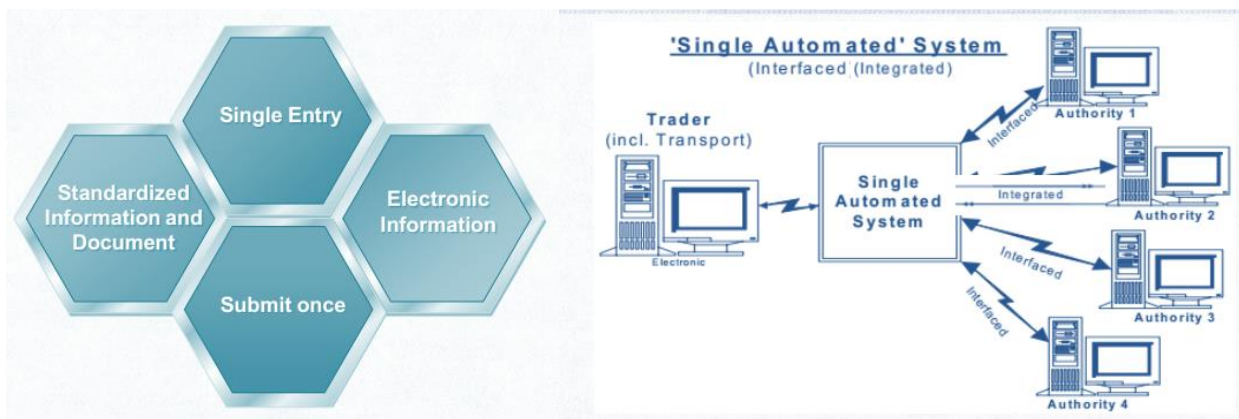 Single Entry
Standardized
Information and
Document
Electronic
Information
Submit once
'Single Automated' System
(Interfaced (Integrated)
Trader
(incl. Transport)
Electronic
Single
Automated
System
Interfaced
Authority 1
Integrated
Authority 2
Interfaced
Authority 3
Interfaced
Authority 4